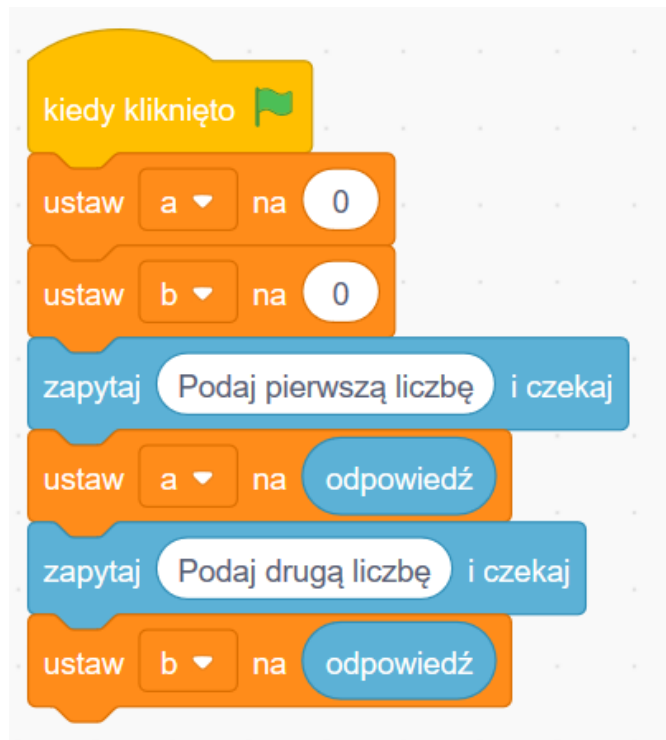 kiedy kliknięto
ustaw a na 0
ustaw b na 0
zapytaj Podaj pierwszą liczbę i czekaj
ustaw a na odpowiedź
zapytaj Podaj drugą liczbę i czekaj
ustaw b na odpowiedź